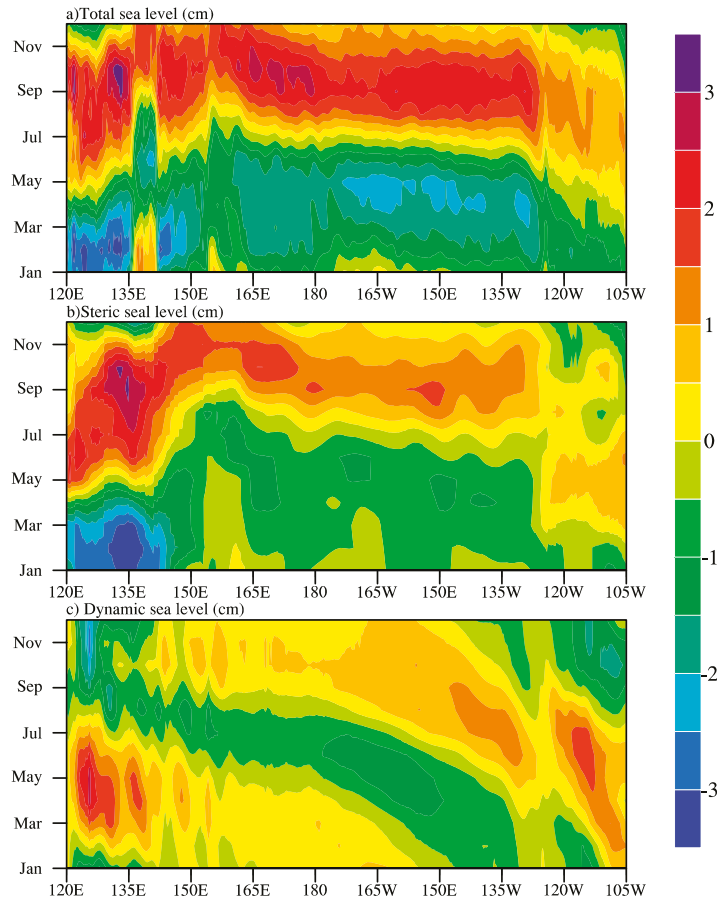 a)Total sea level (cm)
Nov
Sep
Jul
May
Mar
Jan
120E 135E 150E 165E 180 165W 150W 135W 120W 105W
b)Steric seal level (cm)
Nov
Sep
Jul
May
Mar
Jan
120E 135E 150E 165E 180 165W 150W 135W 120W 105W
c) Dynamic sea level (cm)
Nov
Sep
Jul
May
Mar
Jan
120E 135E 150E 165E 180 165W 150W 135W 120W 105W
3
2
1
0
-1
-2
-3